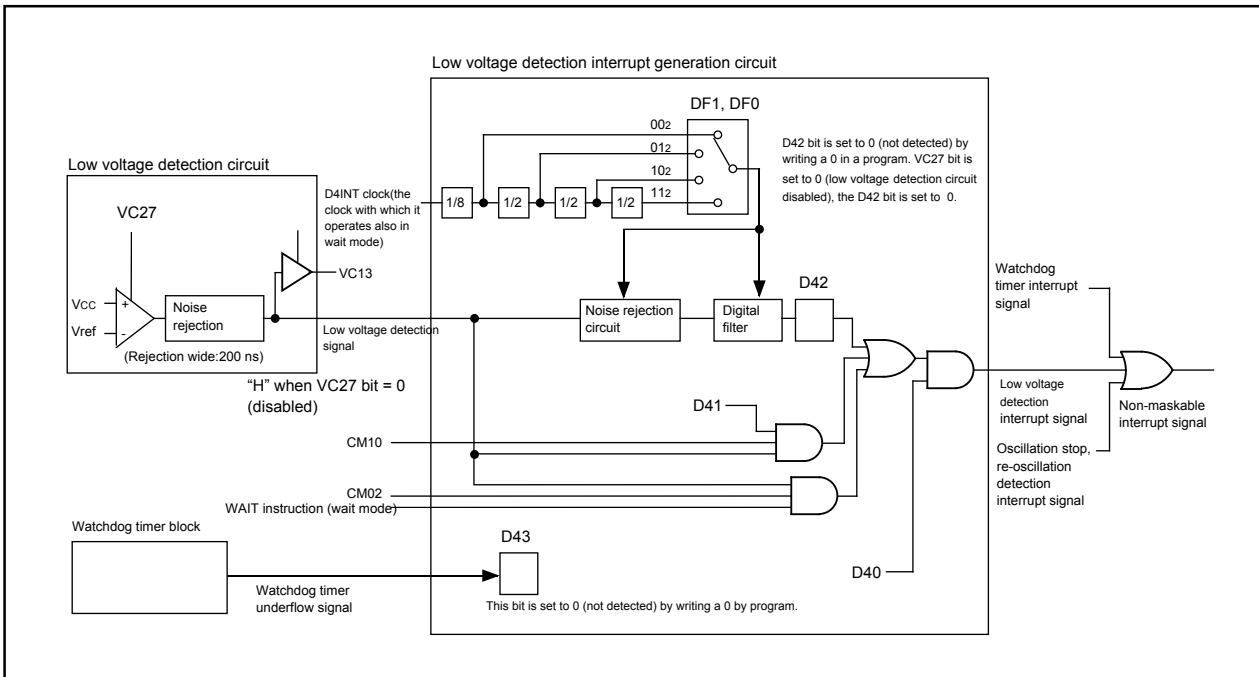 Low voltage detection interrupt generation circuit
DF1, DF0
002
012
102
112
D42 bit is set to 0 (not detected) by
writing a 0 in a program. VC27 bit is
set to 0 (low voltage detection circuit
disabled), the D42 bit is set to 0.
Low voltage detection circuit
VC27
D4INT clock(the
clock with which it
operates also in
wait mode)
1/8
1/2
1/2
1/2
VC13
VCC
+
Vref
-
Noise
rejection
(Rejection wide:200 ns)
Low voltage detection
signal
"H" when VC27 bit = 0
(disabled)
Noise rejection
circuit
Digital
filter
D42
Watchdog
timer interrupt
signal
D41
CM10
CM02
WAIT instruction (wait mode)
Low voltage
detection
interrupt signal
Non-maskable
interrupt signal
Oscillation stop,
re-oscillation
detection
interrupt signal
Watchdog timer block
D43
D40
Watchdog timer
underflow signal
This bit is set to 0 (not detected) by writing a 0 by program.